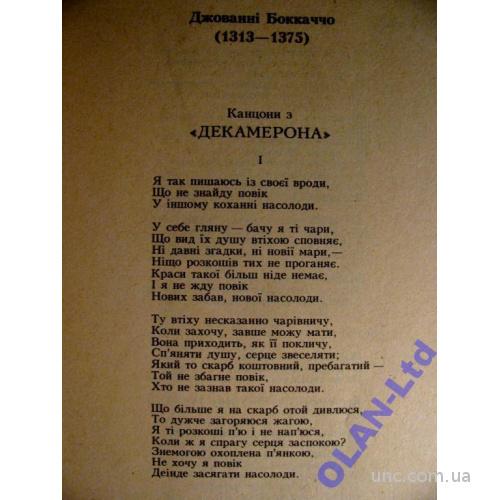 Джованні Боккаччо
(1313—1375)
Канцони з
«ДЕКАМЕРОНА»
I
Я так пишаюсь із своєї вроди,
Що не знайду повік
У іншому коханні насолоди.
У себе гляну — бачу я ті чари,
Що вид їх душу втіхою сповняє,
Ні давні згадки, ні новії мари,—
Ніщо розкошів тих не проганяє.
Краси такої більш ніде немає,
І я не жду повік
Нових забав, нової насолоди.
Ту втіху несказанно чарівничу,
Коли захочу, завше можу мати,
Вона приходить, як її покличу,
Сп'яняти душу, серце звеселяти;
Який то скарб коштовний, пребагатий —
Той не збагне повік,
Хто не зазнав такої насолоди.
Що більше я на скарб отой дивлюся,
То дужче загоряюся жагою,
Я ті розкоші п'ю і не нап'юся,
Коли ж я спрагу серця заспокою?
Знемогою охоплена п'янкою,
Не хочу я повік
Деінде засягати насолоди.
OLAN-Ltd
unc.com.ua